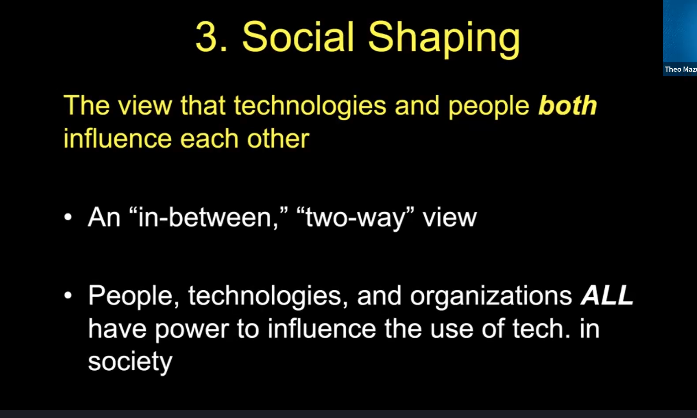 3. Social Shaping
Theo Maz
The view that technologies and people both
influence each other
• An “in-between,” “two-way” view
• People, technologies, and organizations ALL
have power to influence the use of tech. in
society